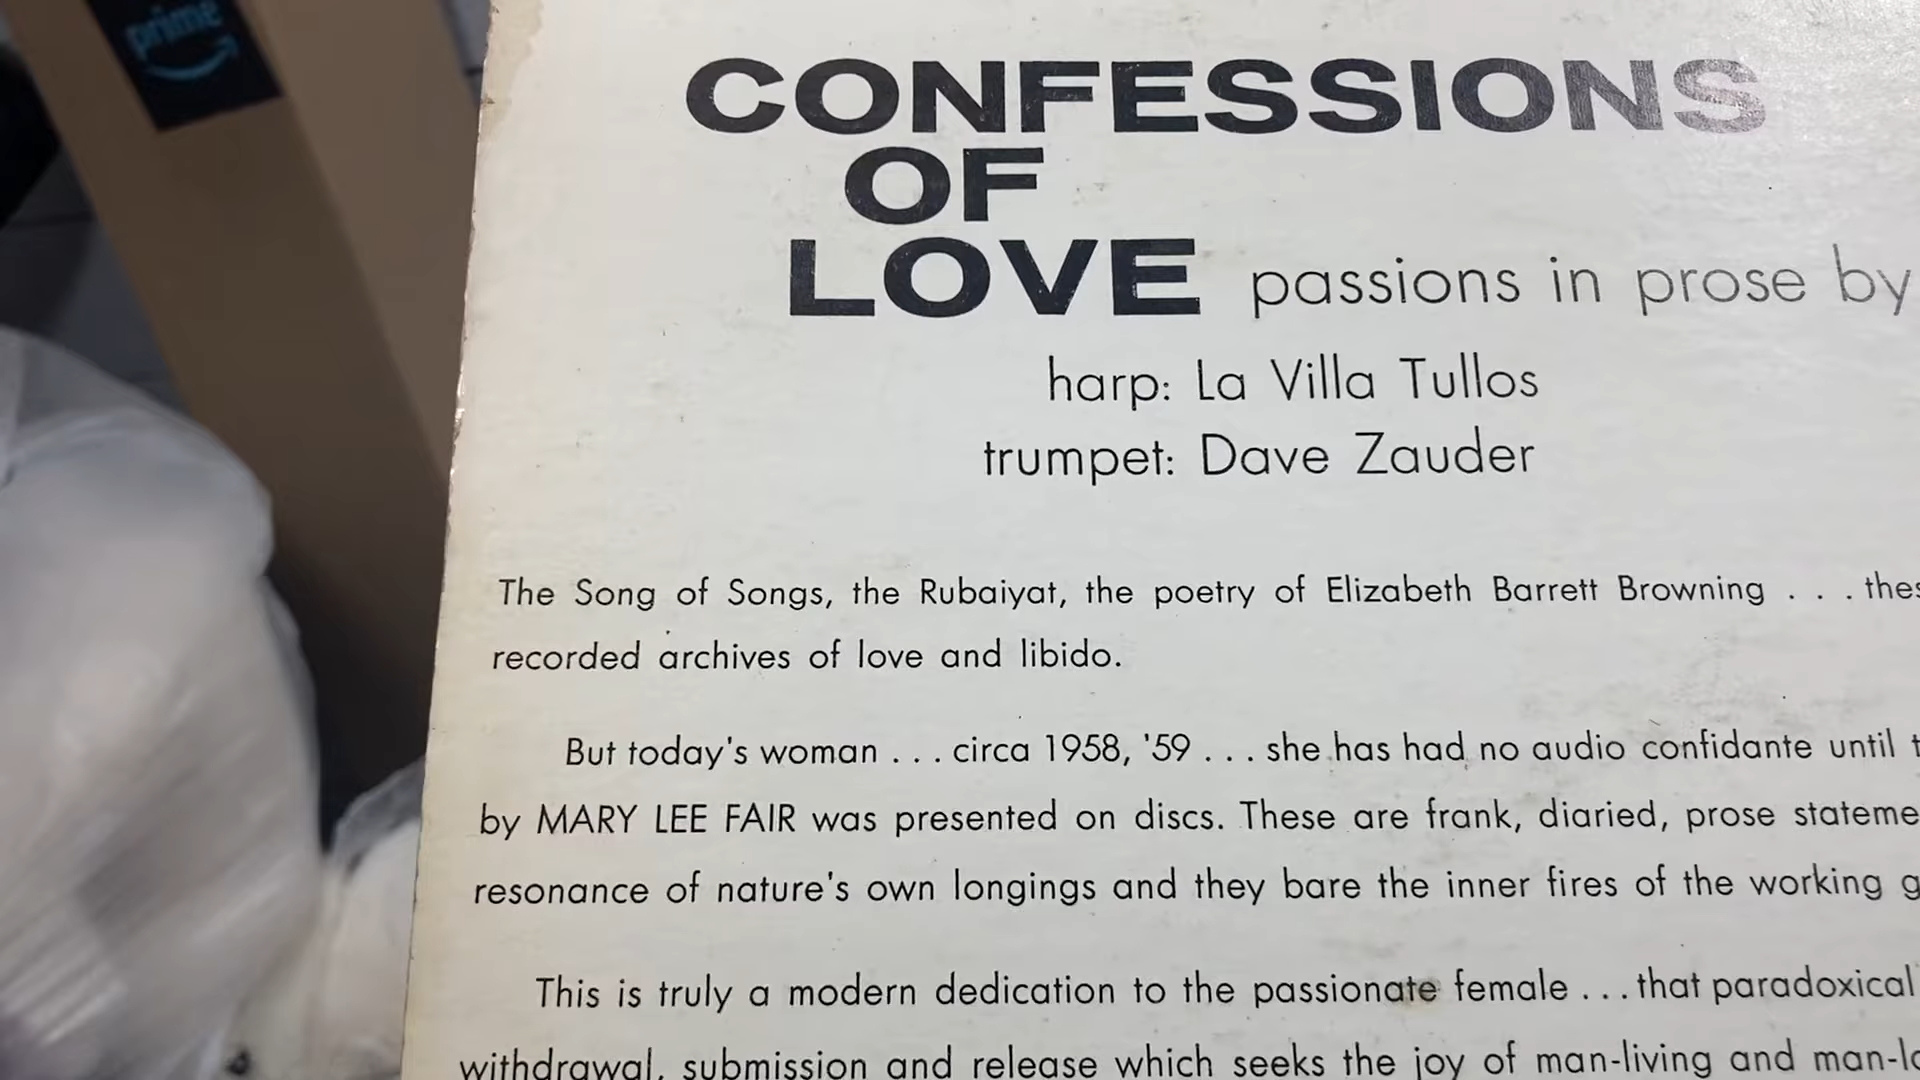 prime
CONFESSIONS
OF
LOVE passions in prose by
harp: La Villa Tullos
trumpet: Dave Zauder
The Song of Songs, the Rubaiyat, the poetry of Elizabeth Barrett Browning . . .
recorded archives of love and libido.
But today's woman . . . circa 1958, '59 . . . she has had no audio confidante until
by MARY LEE FAIR was presented on discs. These are frank, diaried, prose
resonance of nature's own longings and they bare the inner fires of the working
This is truly a modern dedication to the passionate female . . . that paradoxical
withdrawal, submission and release which seeks the joy of man-living and